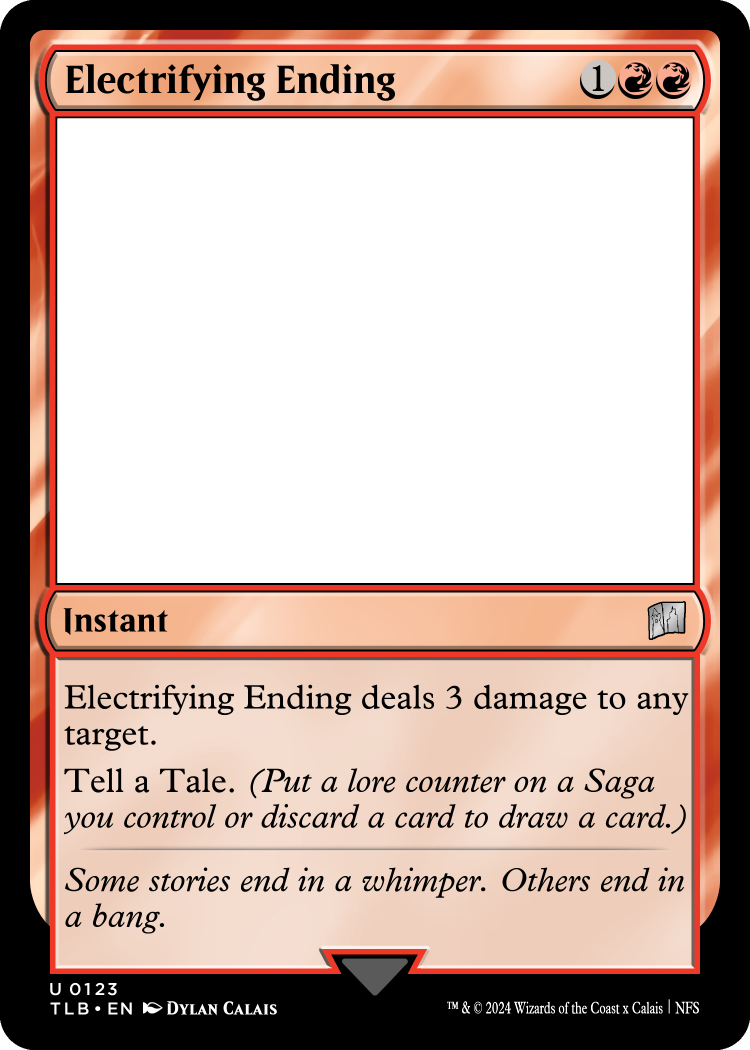 Electrifying Ending 1
Instant
Electrifying Ending deals 3 damage to any
target.
Tell a Tale. (Put a lore counter on a Saga
you control or discard a card to draw a card.)
Some stories end in a whimper. Others end in
a bang.
U 0123
TLB • EN DYLAN CALAIS ™ & © 2024 Wizards of the Coast x Calais | NFS